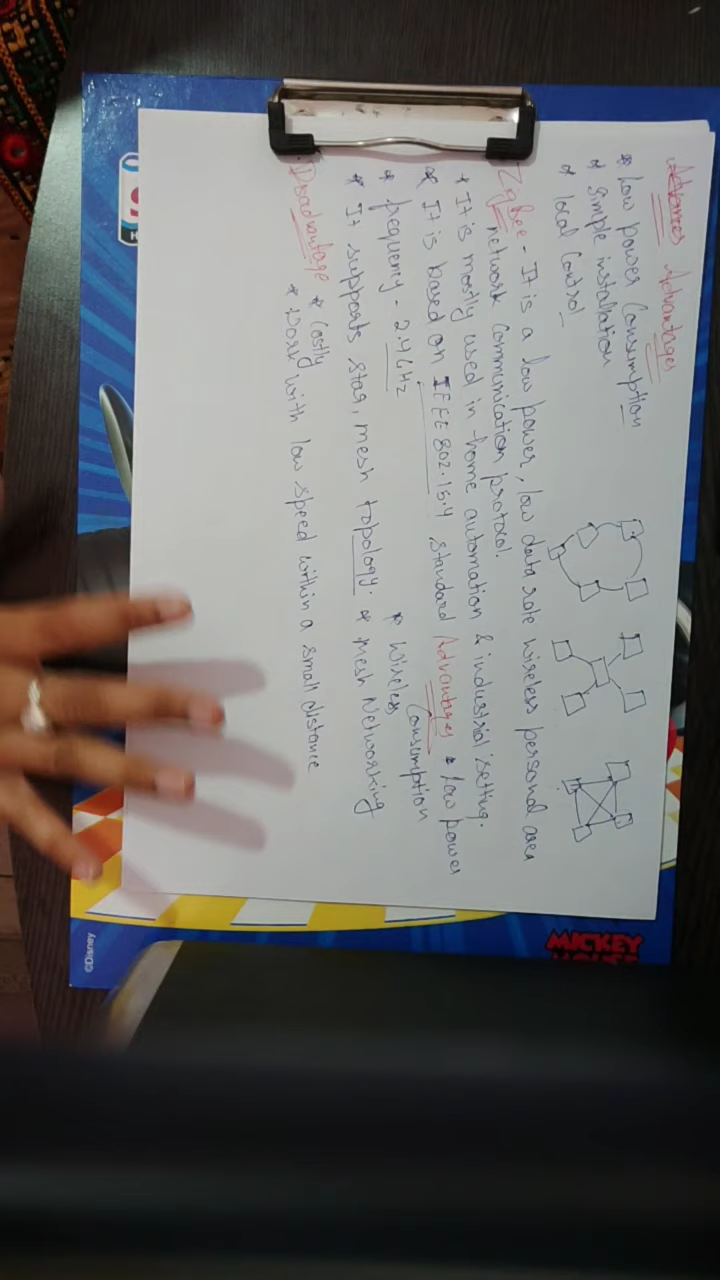 Advances Advantages
* Low power Consumption
* simple installation
* local Control
ZigBee - It is a low power, low data rate wireless personal area
network communication protocol.
* It is mostly used in home automation & industrial setting.
* It is based on IEEE 802.15.4 standard Advantages * low power
Consumption
* frequency - 2.4GHz * Wireless
* It supports star, mesh topology. * mesh Networking
Disadvantage * Costly
* Work with low speed within a small distance
MICKEY
©Disney